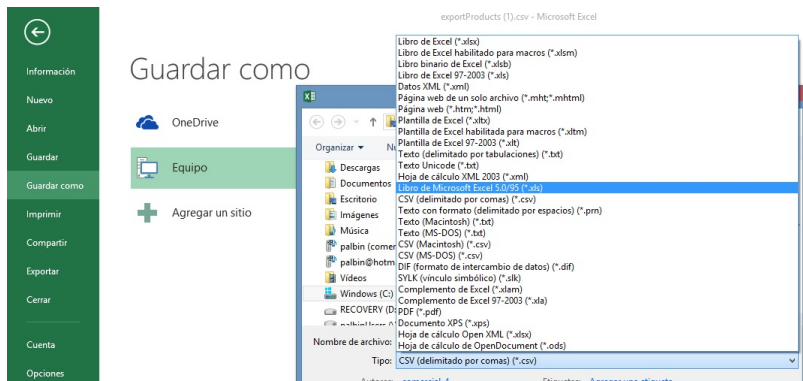 exportProducts (1).csv - Microsoft Excel
Información
Nuevo
Abrir
Guardar
Guardar como
Imprimir
Compartir
Exportar
Cerrar
Cuenta
Opciones
Guardar como
OneDrive
Equipo
Agregar un sitio
Organizar
Descargas
Documentos
Escritorio
Imágenes
Música
palbin (comer
palbin@hotm
Vídeos
Windows (C:)
RECOVERY (D:
Nombre de archivo:
Tipo: CSV (delimitado por comas) (*.csv)
Libro de Excel (*.xlsx)
Libro de Excel habilitado para macros (*.xlsm)
Libro binario de Excel (*.xlsb)
Libro de Excel 97-2003 (*.xls)
Datos XML (*.xml)
Página web de un solo archivo (*.mht;*.mhtml)
Página web (*.htm;*.html)
Plantilla de Excel (*.xltx)
Plantilla de Excel habilitada para macros (*.xltm)
Plantilla de Excel 97-2003 (*.xlt)
Texto (delimitado por tabulaciones) (*.txt)
Texto Unicode (*.txt)
Hoja de cálculo XML 2003 (*.xml)
Libro de Microsoft Excel 5.0/95 (*.xls)
CSV (delimitado por comas) (*.csv)
Texto con formato (delimitado por espacios) (*.prn)
Texto (Macintosh) (*.txt)
Texto (MS-DOS) (*.txt)
CSV (Macintosh) (*.csv)
CSV (MS-DOS) (*.csv)
DIF (formato de intercambio de datos) (*.dif)
SYLK (vínculo simbólico) (*.slk)
Complemento de Excel (*.xlam)
Complemento de Excel 97-2003 (*.xla)
PDF (*.pdf)
Documento XPS (*.xps)
Hoja de cálculo Open XML (*.xlsx)
Hoja de cálculo de OpenDocument (*.ods)